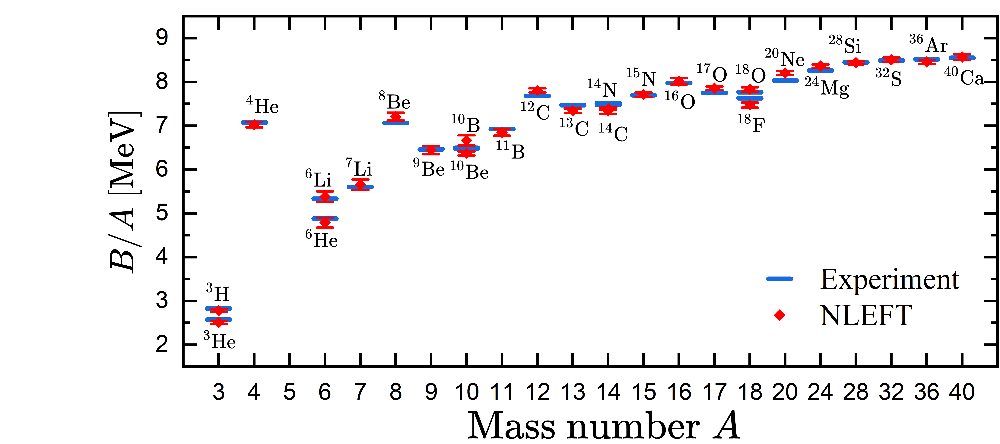 B/A [MeV]
9
8
7
6
5
4
3
2
³H
³He
⁴He
⁶Li
⁶He
⁷Li
⁸Be
⁹Be
¹⁰B
¹⁰Be
¹¹B
¹²C
¹³C
¹⁴N
¹⁴C
¹⁵N
¹⁶O
¹⁷O
¹⁸O
¹⁸F
²⁰Ne
²⁴Mg
²⁸Si
³²S
³⁶Ar
⁴⁰Ca
Experiment
NLEFT
3 4 5 6 7 8 9 10 11 12 13 14 15 16 17 18 20 24 28 32 36 40
Mass number A